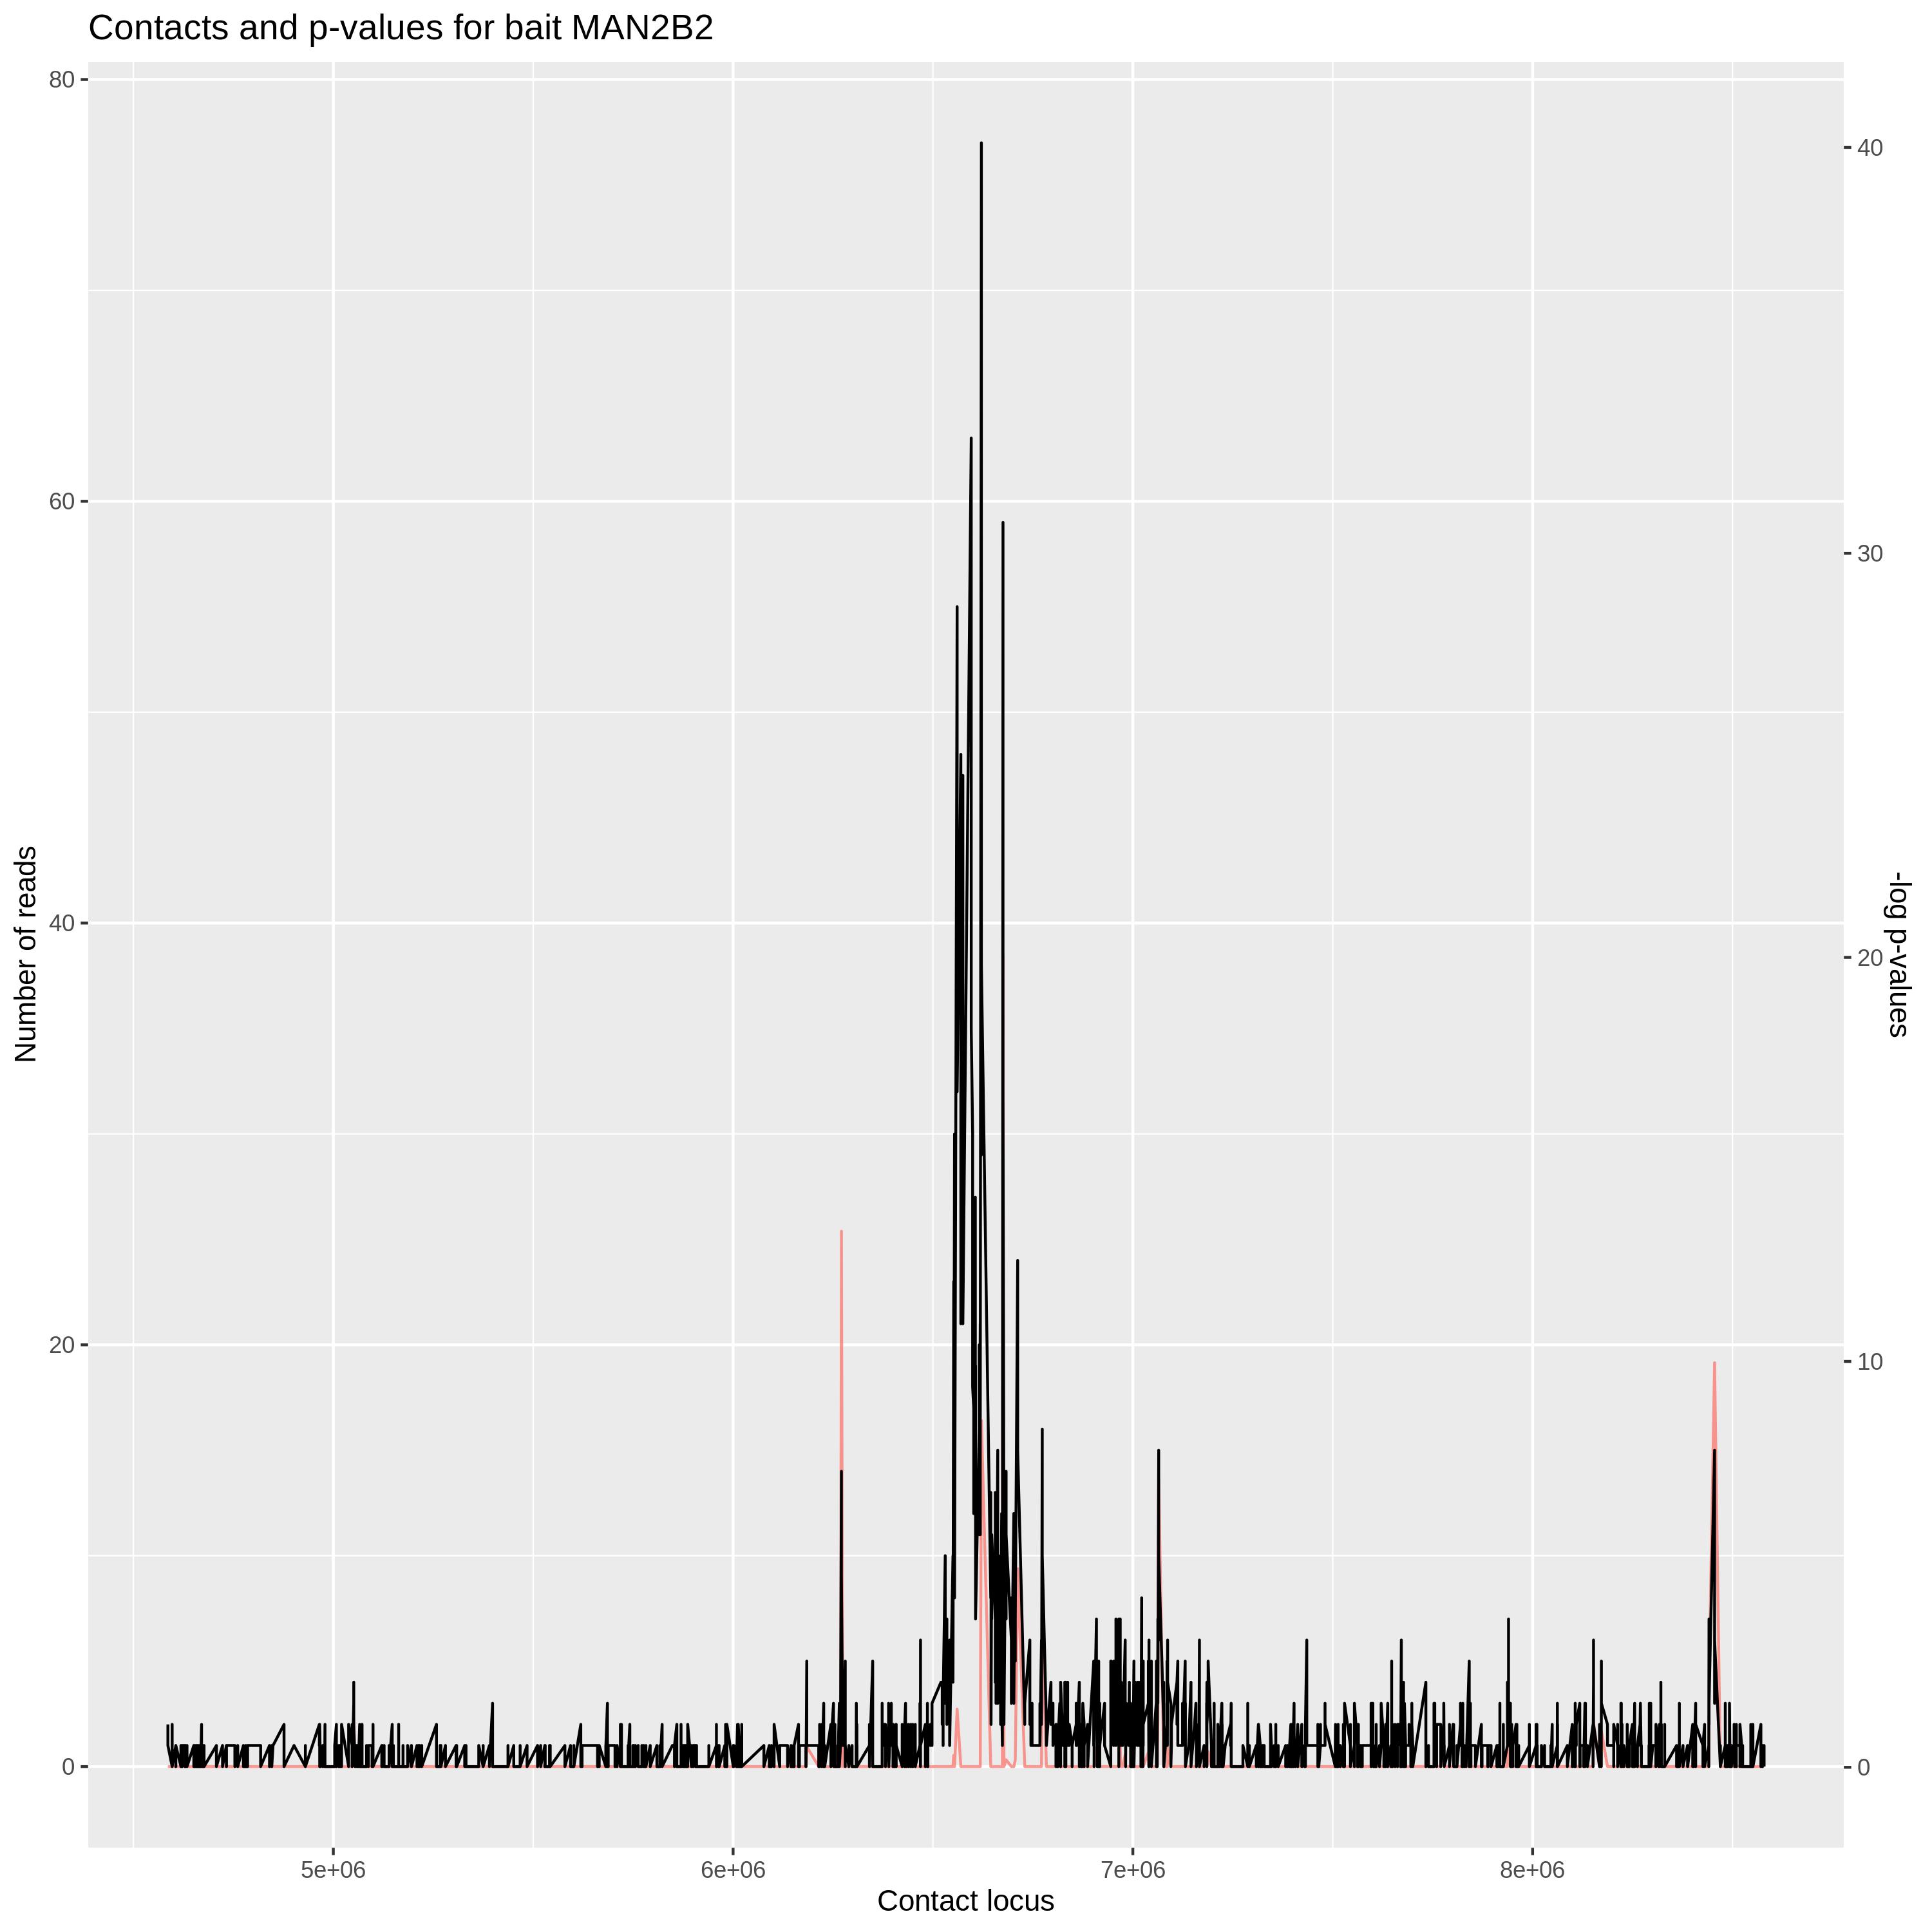 Contacts and p-values for bait MAN2B2
80
60
40
20
0
Number of reads
40
30
20
10
0
-log p-values
5e+06 6e+06 7e+06 8e+06
Contact locus